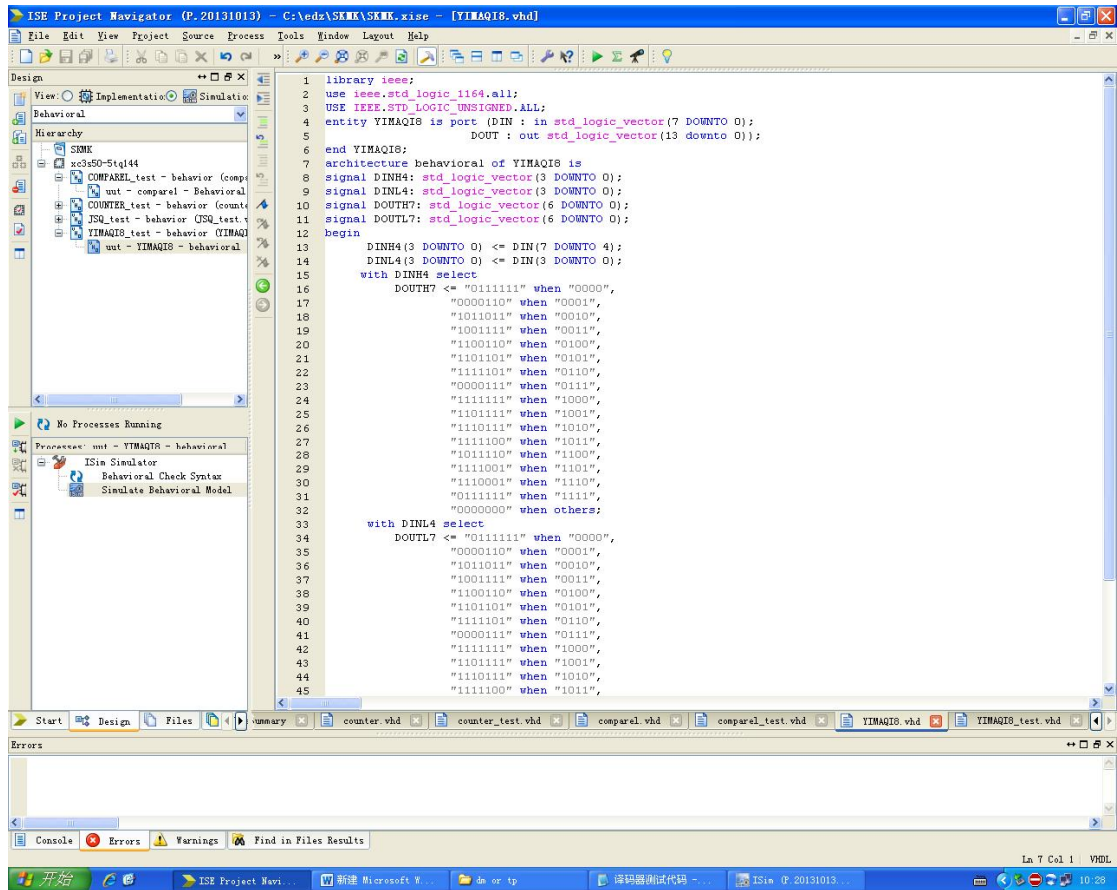 ISE Project Navigator (P.20131013) - C:\edz\SKMK\SKMK.xise - [YIMAQI8.vhd]
File Edit View Project Source Process Tools Window Layout Help
Design
View: Implementatio Simulatio
Behavioral
Hierarchy
SKMK
xc3s50-5tq144
COMPAREL_test - behavior (comp
uut - comparel - Behavioral
COUNTER_test - behavior (counte
JSQ_test - behavior (JSQ_test.v
YIMAQI8_test - behavior (YIMAQI
uut - YIMAQI8 - behavioral
No Processes Running
Processes: uut - YIMAQI8 - behavioral
ISim Simulator
Behavioral Check Syntax
Simulate Behavioral Model
1 library ieee;
2 use ieee.std_logic_1164.all;
3 USE IEEE.STD_LOGIC_UNSIGNED.ALL;
4 entity YIMAQI8 is port (DIN : in std_logic_vector(7 DOWNTO 0);
5 DOUT : out std_logic_vector(13 downto 0));
6 end YIMAQI8;
7 architecture behavioral of YIMAQI8 is
8 signal DINH4: std_logic_vector(3 DOWNTO 0);
9 signal DINL4: std_logic_vector(3 DOWNTO 0);
10 signal DOUTH7: std_logic_vector(6 DOWNTO 0);
11 signal DOUTL7: std_logic_vector(6 DOWNTO 0);
12 begin
13 DINH4(3 DOWNTO 0) <= DIN(7 DOWNTO 4);
14 DINL4(3 DOWNTO 0) <= DIN(3 DOWNTO 0);
15 with DINH4 select
16 DOUTH7 <= "0111111" when "0000",
17 "0000110" when "0001",
18 "1011011" when "0010",
19 "1001111" when "0011",
20 "1100110" when "0100",
21 "1101101" when "0101",
22 "1111101" when "0110",
23 "0000111" when "0111",
24 "1111111" when "1000",
25 "1101111" when "1001",
26 "1110111" when "1010",
27 "1111100" when "1011",
28 "1011110" when "1100",
29 "1111001" when "1101",
30 "1110001" when "1110",
31 "0111111" when "1111",
32 "0000000" when others;
33 with DINL4 select
34 DOUTL7 <= "0111111" when "0000",
35 "0000110" when "0001",
36 "1011011" when "0010",
37 "1001111" when "0011",
38 "1100110" when "0100",
39 "1101101" when "0101",
40 "1111101" when "0110",
41 "0000111" when "0111",
42 "1111111" when "1000",
43 "1101111" when "1001",
44 "1110111" when "1010",
45 "1111100" when "1011",
Start Design Files ummary counter.vhd counter_test.vhd comparel.vhd comparel_test.vhd YIMAQI8.vhd YIMAQI8_test.vhd
Errors
Console Errors Warnings Find in Files Results
Ln 7 Col 1 VHDL
开始 ISE Project Navi... 新建 Microsoft W... dm or tp 译码器测试代码 -... ISim (P.20131013... 10:28